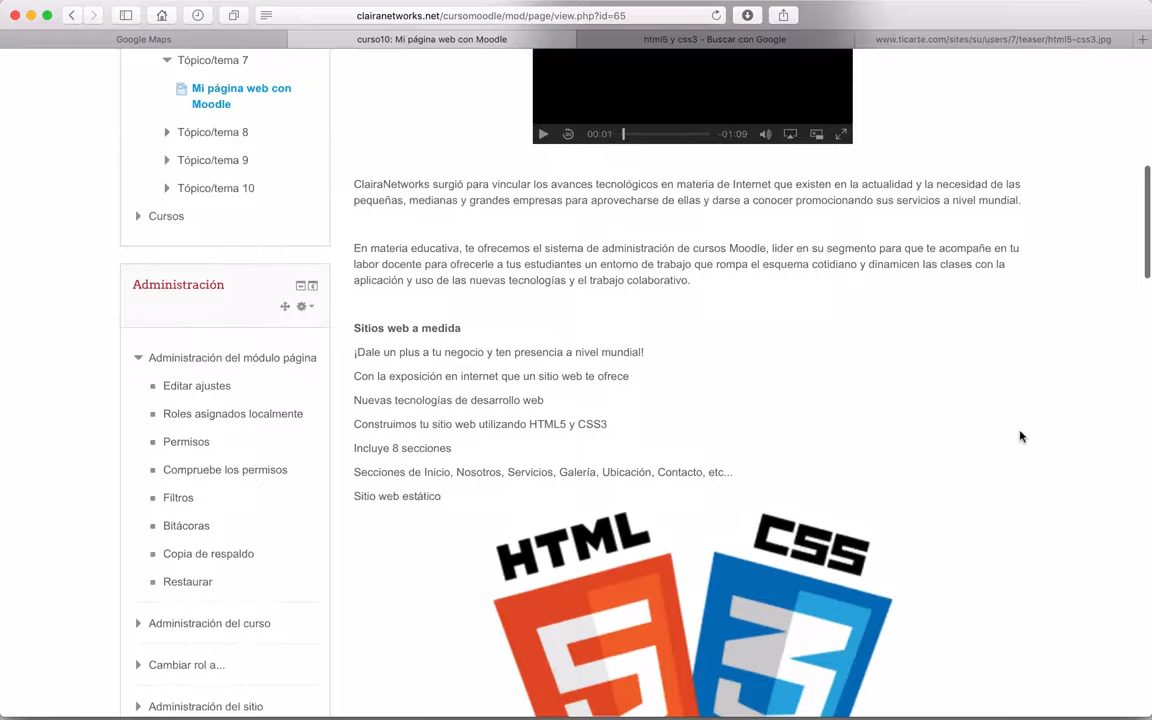 clairanetworks.net/cursomoodle/mod/page/view.php?id=65
Google Maps
curso10: Mi página web con Moodle
html5 y css3 - Buscar con Google
www.ticarte.com/sites/su/users/7/teaser/html5-css3.jpg
Tópico/tema 7
Mi página web con
Moodle
Tópico/tema 8
Tópico/tema 9
Tópico/tema 10
Cursos
Administración
Administración del módulo página
Editar ajustes
Roles asignados localmente
Permisos
Compruebe los permisos
Filtros
Bitácoras
Copia de respaldo
Restaurar
Administración del curso
Cambiar rol a...
Administración del sitio
30 00:01 -01:09
ClairaNetworks surgió para vincular los avances tecnológicos en materia de Internet que existen en la actualidad y la necesidad de las
pequeñas, medianas y grandes empresas para aprovecharse de ellas y darse a conocer promocionando sus servicios a nivel mundial.
En materia educativa, te ofrecemos el sistema de administración de cursos Moodle, lider en su segmento para que te acompañe en tu
labor docente para ofrecerle a tus estudiantes un entorno de trabajo que rompa el esquema cotidiano y dinamicen las clases con la
aplicación y uso de las nuevas tecnologías y el trabajo colaborativo.
Sitios web a medida
¡Dale un plus a tu negocio y ten presencia a nivel mundial!
Con la exposición en internet que un sitio web te ofrece
Nuevas tecnologías de desarrollo web
Construimos tu sitio web utilizando HTML5 y CSS3
Incluye 8 secciones
Secciones de Inicio, Nosotros, Servicios, Galería, Ubicación, Contacto, etc...
Sitio web estático
HTML
CSS
5
3